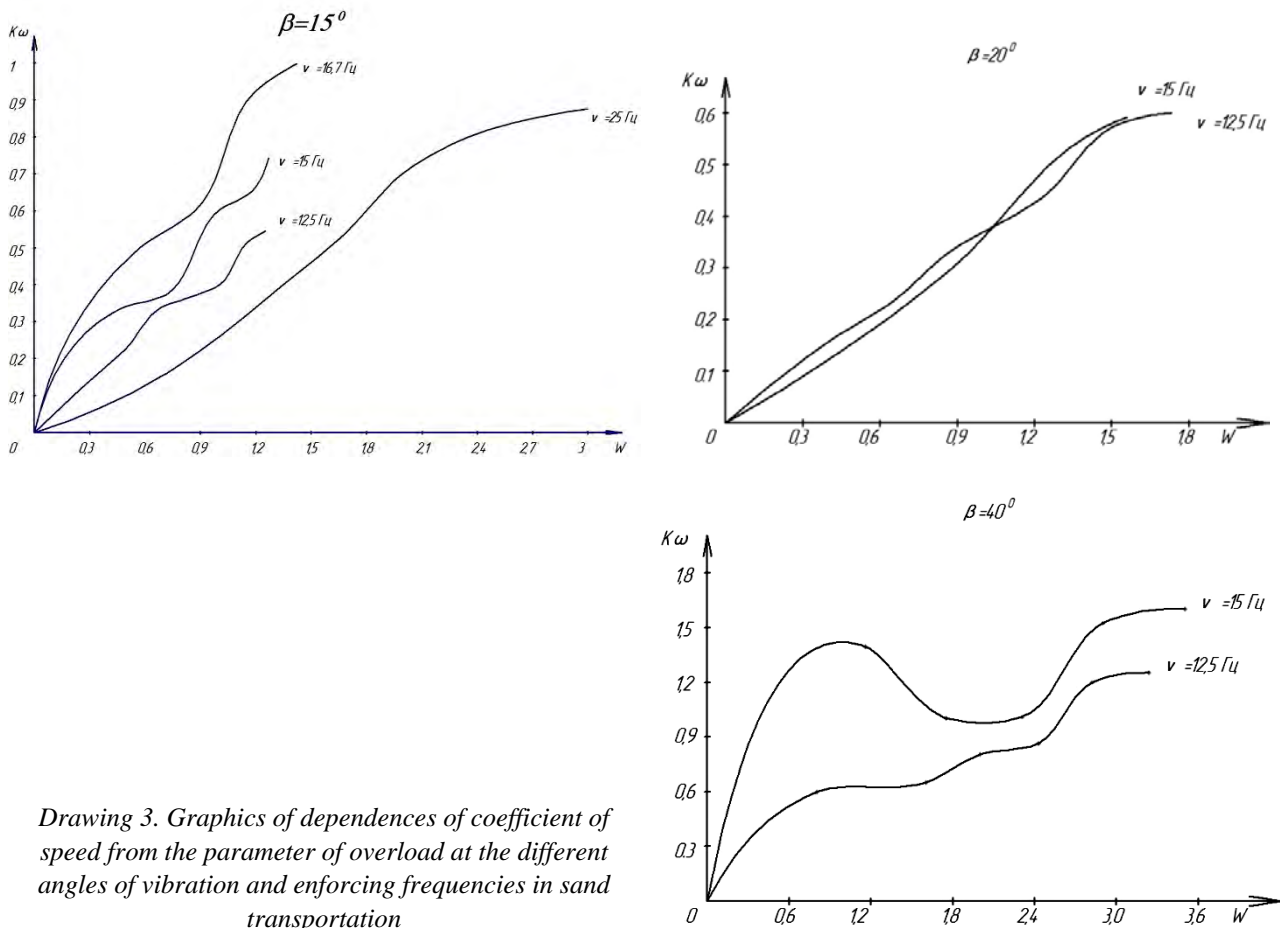 β=15⁰
Kω
1
0,9
0,8
0,7
0,6
0,5
0,4
0,3
0,2
0,1
0
0,3
0,6
0,9
1,2
1,5
1,8
2,1
2,4
2,7
3
W
ν =16,7 Гц
ν =25 Гц
ν =15 Гц
ν =12,5 Гц
β=20⁰
Kω
0,6
0,5
0,4
0,3
0,2
0,1
0
0,3
0,6
0,9
1,2
1,5
1,8
W
ν =15 Гц
ν =12,5 Гц
β=40⁰
Kω
1,8
1,5
1,2
0,9
0,6
0,3
0
0,6
1,2
1,8
2,4
3,0
3,6
W
ν =15 Гц
ν =12,5 Гц
Drawing 3. Graphics of dependences of coefficient of
speed from the parameter of overload at the different
angles of vibration and enforcing frequencies in sand
transportation